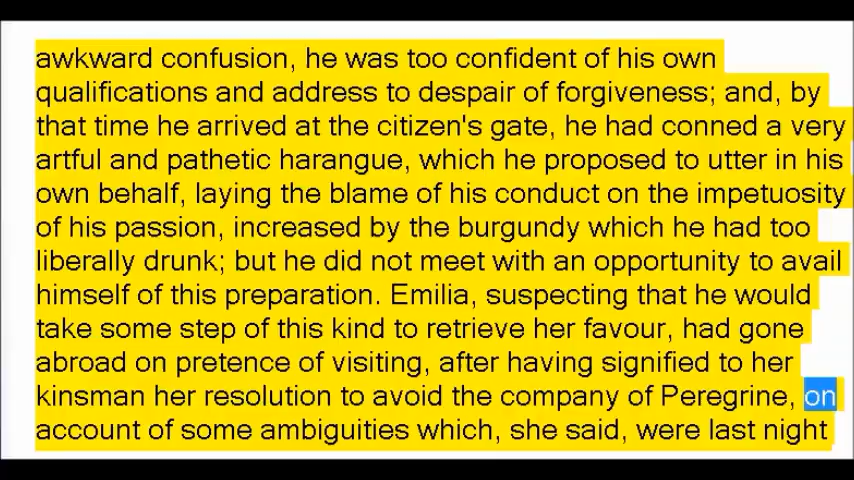 awkward confusion, he was too confident of his own
qualifications and address to despair of forgiveness; and, by
that time he arrived at the citizen's gate, he had conned a very
artful and pathetic harangue, which he proposed to utter in his
own behalf, laying the blame of his conduct on the impetuosity
of his passion, increased by the burgundy which he had too
liberally drunk; but he did not meet with an opportunity to avail
himself of this preparation. Emilia, suspecting that he would
take some step of this kind to retrieve her favour, had gone
abroad on pretence of visiting, after having signified to her
kinsman her resolution to avoid the company of Peregrine, on
account of some ambiguities which, she said, were last night